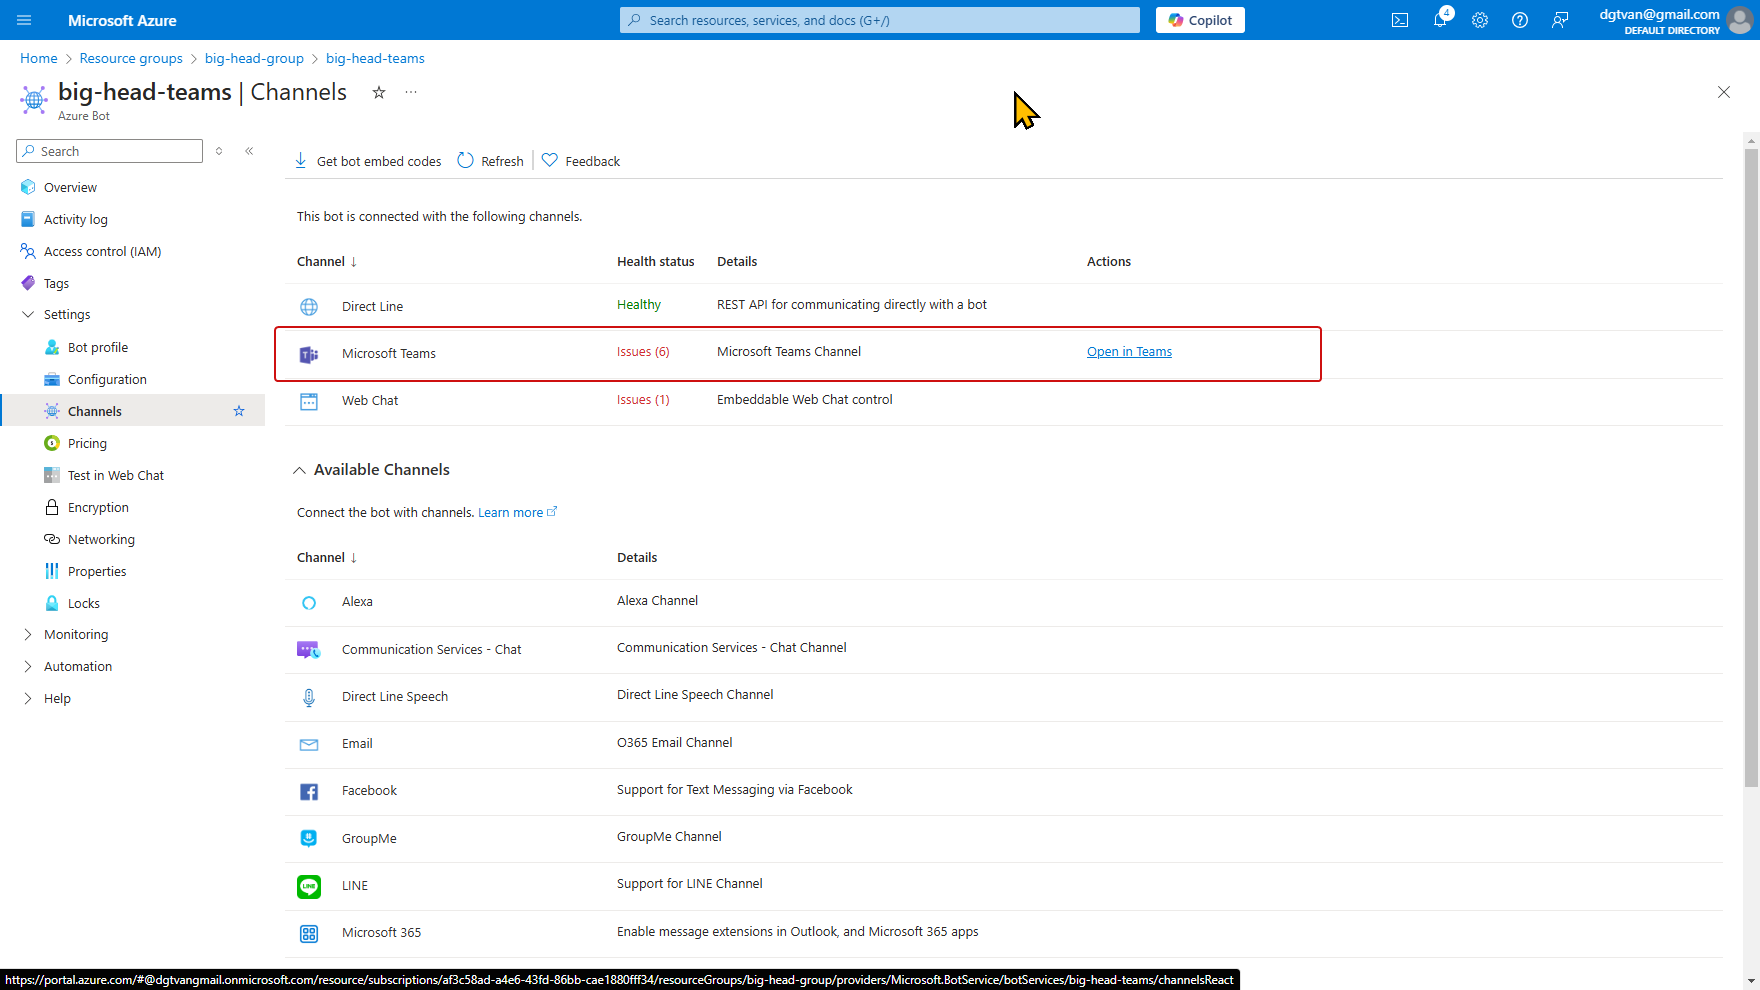 Microsoft Azure
Search resources, services, and docs (G+/)
Copilot
4
dgtvan@gmail.com
DEFAULT DIRECTORY
Home > Resource groups > big-head-group > big-head-teams
big-head-teams | Channels
Azure Bot
Search
Overview
Activity log
Access control (IAM)
Tags
Settings
Bot profile
Configuration
Channels
Pricing
Test in Web Chat
Encryption
Networking
Properties
Locks
Monitoring
Automation
Help
Get bot embed codes Refresh Feedback
This bot is connected with the following channels.
Channel ↓ Health status Details Actions
Direct Line Healthy REST API for communicating directly with a bot
Microsoft Teams Issues (6) Microsoft Teams Channel Open in Teams
Web Chat Issues (1) Embeddable Web Chat control
Available Channels
Connect the bot with channels. Learn more
Channel ↓ Details
Alexa Alexa Channel
Communication Services - Chat Communication Services - Chat Channel
Direct Line Speech Direct Line Speech Channel
Email O365 Email Channel
Facebook Support for Text Messaging via Facebook
GroupMe GroupMe Channel
LINE LINE Support for LINE Channel
Microsoft 365 Enable message extensions in Outlook, and Microsoft 365 apps
https://portal.azure.com/#@dgtvangmail.onmicrosoft.com/resource/subscriptions/af3c58ad-a4e6-43fd-86bb-cae1880fff34/resourceGroups/big-head-group/providers/Microsoft.BotService/botServices/big-head-teams/channelsReact